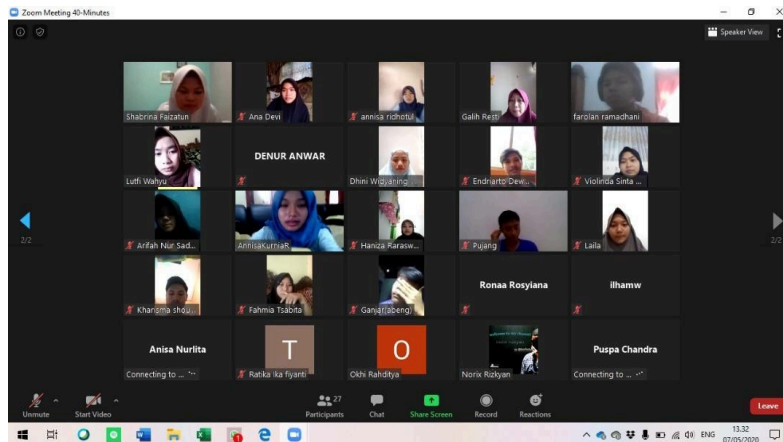 Zoom Meeting 40-Minutes
Speaker View
Shabrina Faizatun
Ana Devi
annisa ridhotul
Galih Resti
farolan ramadhani
Lutfi Wahyu
DENUR ANWAR
Dhini Widyaning
Endriarto Dew...
Violinda Sinta ...
Arifah Nur Sad...
AnnisaKurniaR
Haniza Rarasw...
Pujang
Laila
2/2
2/2
Kharisma shou...
Fahmia Tsabita
Ganjar(abeng)
Ronaa Rosyiana
ilhamw
Anisa Nurlita
Connecting to ...
T
Ratika Ika fiyanti
O
Okhi Rahditya
Norix Rizkyan
Puspa Chandra
Connecting to ...
Unmute
Start Video
27
Participants
Chat
Share Screen
Record
Reactions
Leave
ENG
13.32
07/05/2020